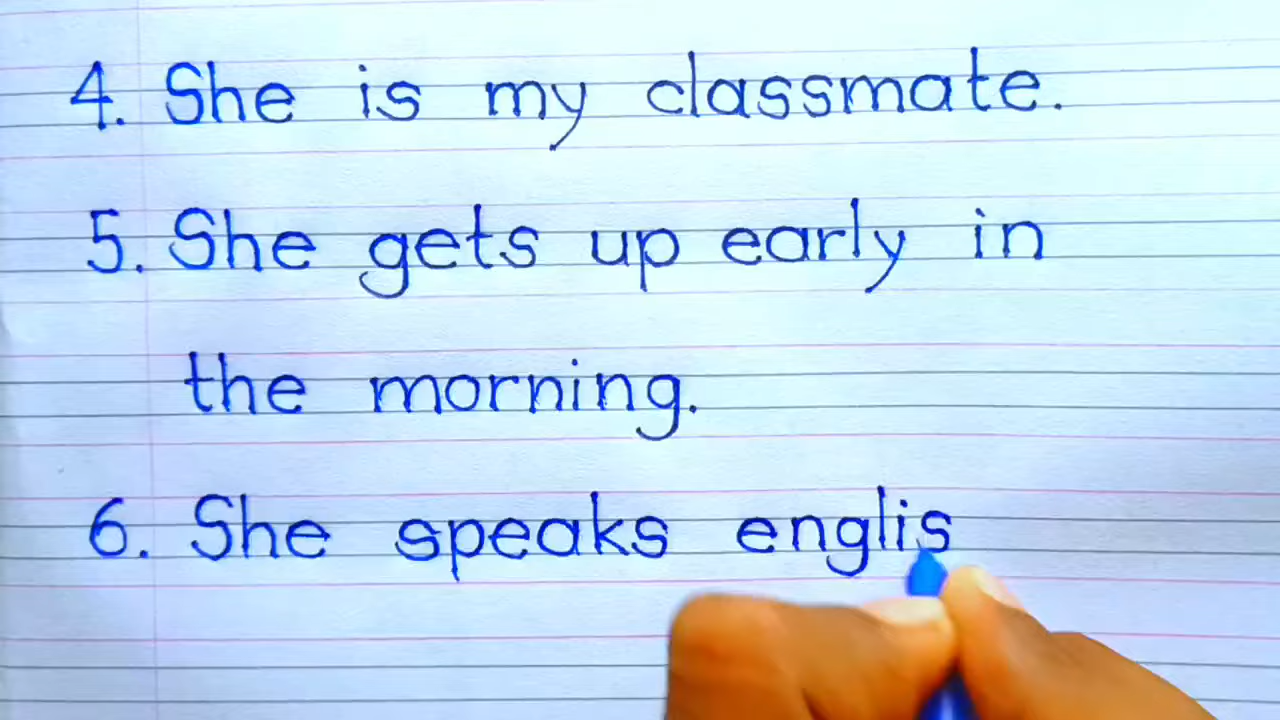 4. She is my classmate.
5. She gets up early in
the morning.
6. She speaks englis